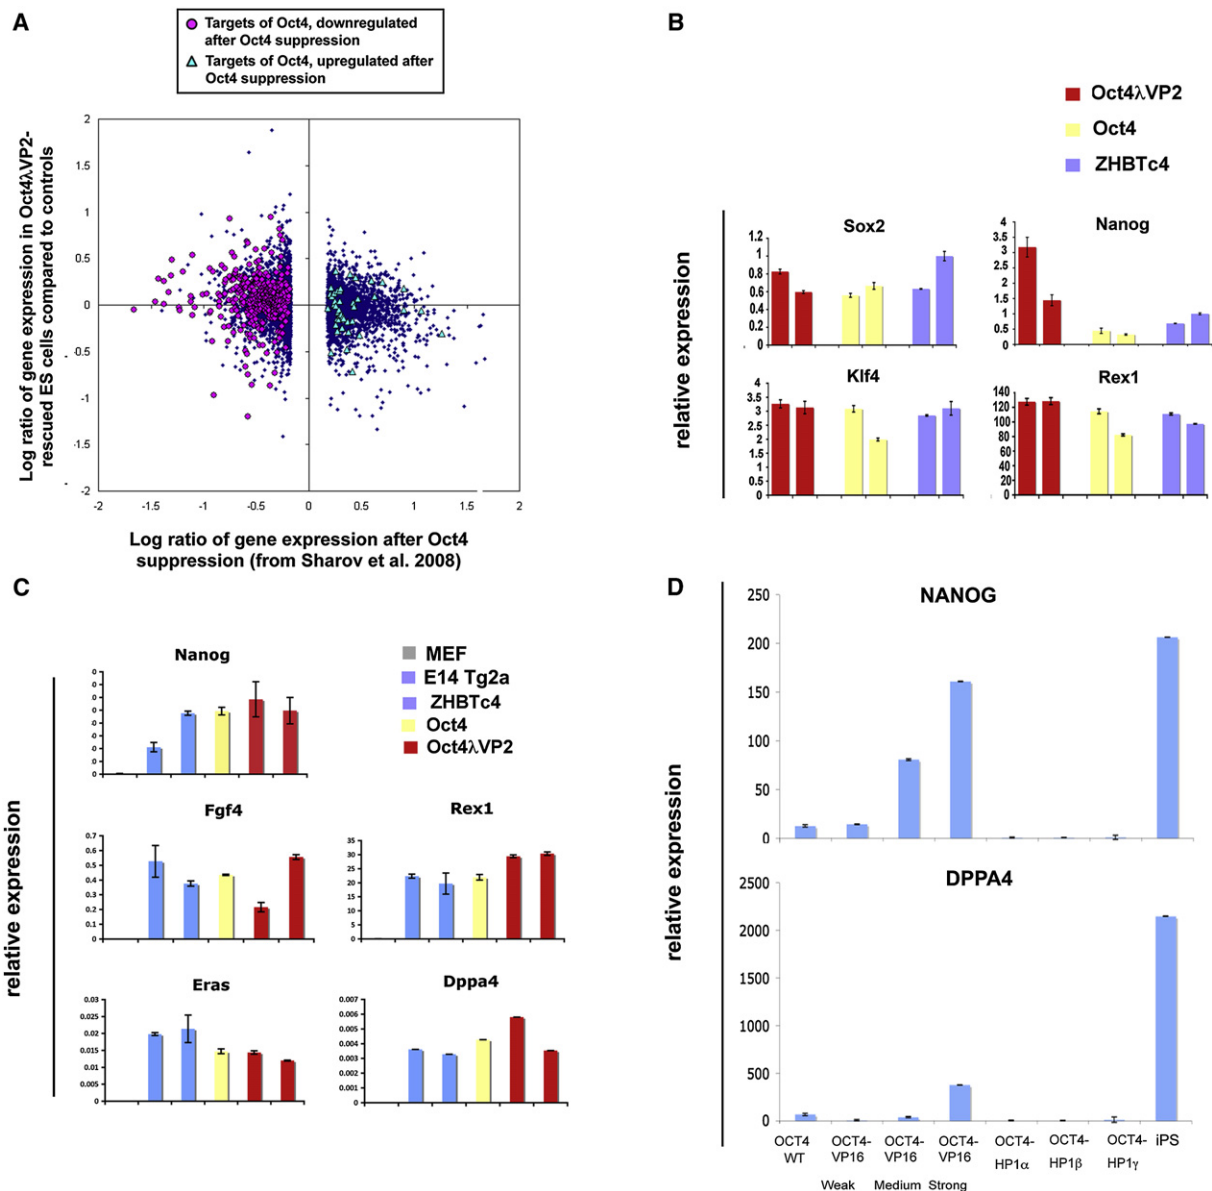 A
Targets of Oct4, downregulated
after Oct4 suppression
Targets of Oct4, upregulated after
Oct4 suppression
Log ratio of gene expression in Oct4λVP2-
rescued ES cells compared to controls
2
1.5
1
0.5
0
-0.5
-1
-1.5
-2
-2 -1.5 -1 -0.5 0 0.5 1 1.5 2
Log ratio of gene expression after Oct4
suppression (from Sharov et al. 2008)
B
Oct4λVP2
Oct4
ZHBTc4
relative expression
Sox2
1.2
1
0.8
0.6
0.4
0.2
0
Nanog
4
3.5
3
2.5
2
1.5
1
0.5
0
Klf4
4
3.5
3
2.5
2
1.5
1
0.5
0
Rex1
140
120
100
80
60
40
20
0
C
MEF
E14 Tg2a
ZHBTc4
Oct4
Oct4λVP2
relative expression
Nanog
0
0
0
0
0
0
0
0
0
Fgf4
0.7
0.6
0.5
0.4
0.3
0.2
0.1
0
Rex1
35
30
25
20
15
10
5
0
Eras
0.03
0.025
0.02
0.015
0.01
0.005
0
Dppa4
0.007
0.006
0.005
0.004
0.003
0.002
0.001
0
D
relative expression
NANOG
250
200
150
100
50
0
relative expression
DPPA4
2500
2000
1500
1000
500
0
OCT4 WT
OCT4-VP16 Weak
OCT4-VP16 Medium
OCT4-VP16 Strong
OCT4-HP1α
OCT4-HP1β
OCT4-HP1γ
iPS